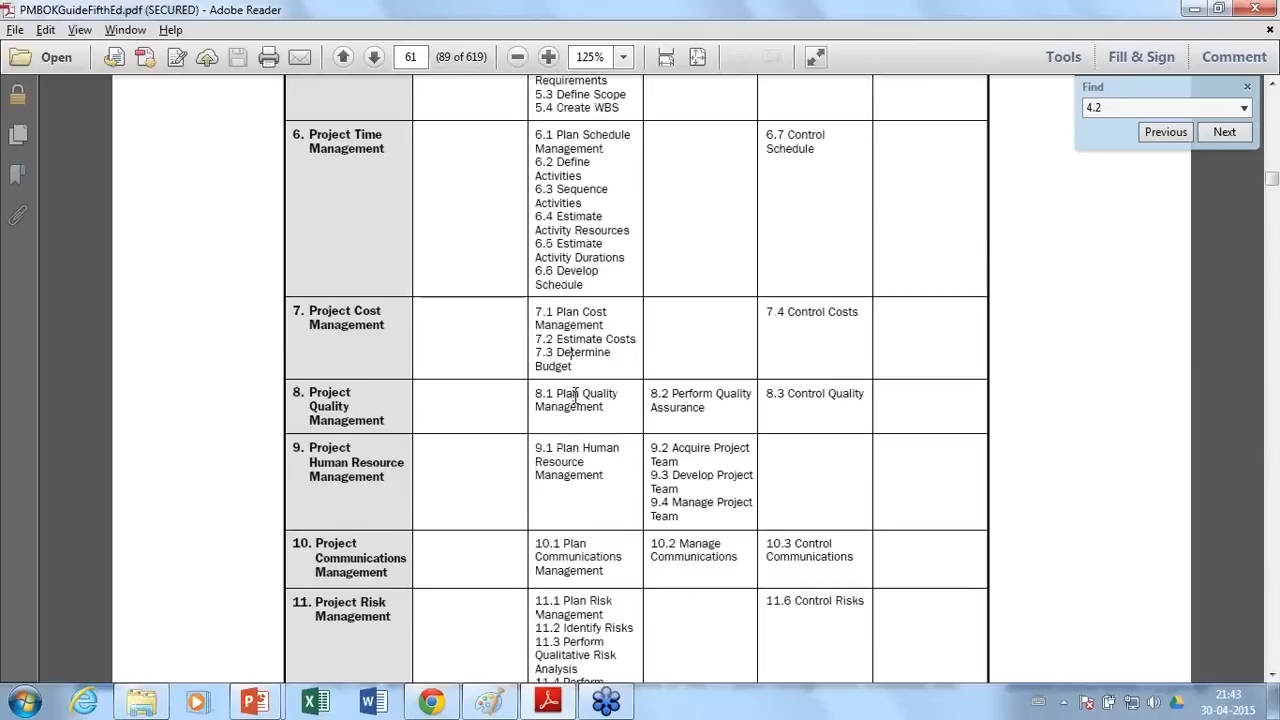 PMBOKGuideFifthEd.pdf (SECURED) - Adobe Reader
File Edit View Window Help
Open 61 (89 of 619) 125% Tools Fill & Sign Comment
Find
4.2
Previous Next
Requirements
5.3 Define Scope
5.4 Create WBS
6. Project Time
Management
6.1 Plan Schedule
Management
6.2 Define
Activities
6.3 Sequence
Activities
6.4 Estimate
Activity Resources
6.5 Estimate
Activity Durations
6.6 Develop
Schedule
6.7 Control
Schedule
7. Project Cost
Management
7.1 Plan Cost
Management
7.2 Estimate Costs
7.3 Determine
Budget
7.4 Control Costs
8. Project
Quality
Management
8.1 Plan Quality
Management
8.2 Perform Quality
Assurance
8.3 Control Quality
9. Project
Human Resource
Management
9.1 Plan Human
Resource
Management
9.2 Acquire Project
Team
9.3 Develop Project
Team
9.4 Manage Project
Team
10. Project
Communications
Management
10.1 Plan
Communications
Management
10.2 Manage
Communications
10.3 Control
Communications
11. Project Risk
Management
11.1 Plan Risk
Management
11.2 Identify Risks
11.3 Perform
Qualitative Risk
Analysis
11.4 Perform
11.6 Control Risks
21:43
30-04-2015